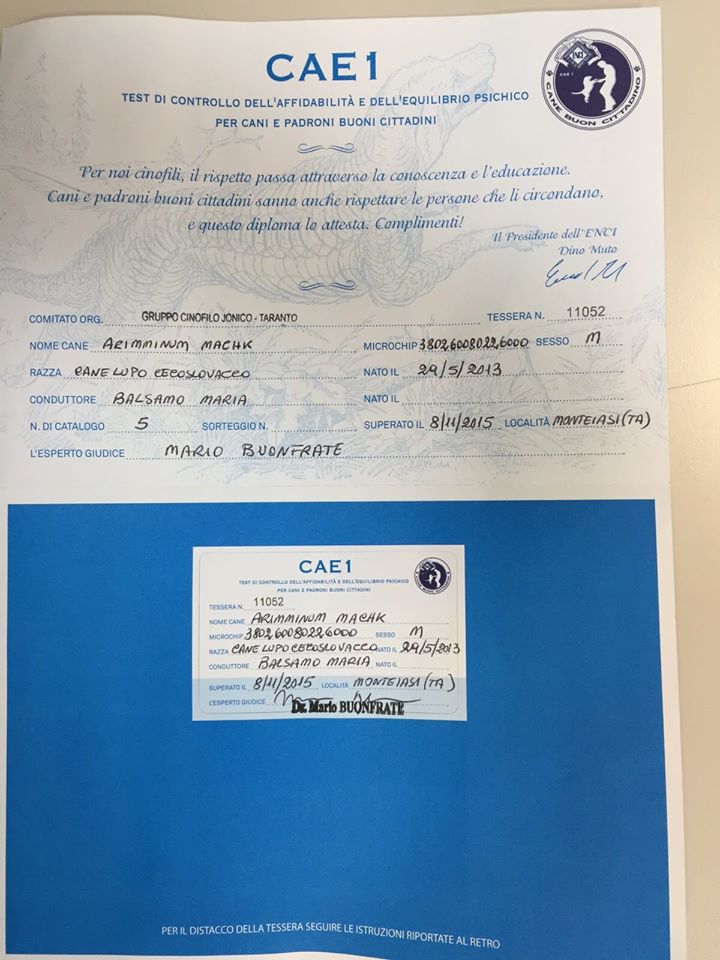 CAE1
TEST DI CONTROLLO DELL'AFFIDABILITÀ E DELL'EQUILIBRIO PSICHICO
PER CANI E PADRONI BUONI CITTADINI
CAE 1
CANE BUON CITTADINO
Per noi cinofili, il rispetto passa attraverso la conoscenza e l'educazione.
Cani e padroni buoni cittadini sanno anche rispettare le persone che li circondano,
e questo diploma lo attesta. Complimenti!
Il Presidente dell'ENCI
Dino Muto
COMITATO ORG. GRUPPO CINOFILO JONICO - TARANTO TESSERA N. 11052
NOME CANE ARIMMINUM MACHK MICROCHIP 380260080226000 SESSO M
RAZZA CANE LUPO CECOSLOVACCO NATO IL 29/5/2013
CONDUTTORE BALSAMO MARIA NATO IL
N. DI CATALOGO 5 SORTEGGIO N. SUPERATO IL 8/11/2015 LOCALITÀ MONTEIASI (TA)
L'ESPERTO GIUDICE MARIO BUONFRATE
CAE1
TEST DI CONTROLLO DELL'AFFIDABILITÀ E DELL'EQUILIBRIO PSICHICO
PER CANI E PADRONI BUONI CITTADINI
TESSERA N. 11052
NOME CANE ARIMMINUM MACHK
MICROCHIP 380260080226000 SESSO M
RAZZA CANE LUPO CECOSLOVACCO NATO IL 29/5/2013
CONDUTTORE BALSAMO MARIA NATO IL
SUPERATO IL 8/11/2015 LOCALITÀ MONTEIASI (TA)
L'ESPERTO GIUDICE Dr. Mario BUONFRATE
PER IL DISTACCO DELLA TESSERA SEGUIRE LE ISTRUZIONI RIPORTATE AL RETRO